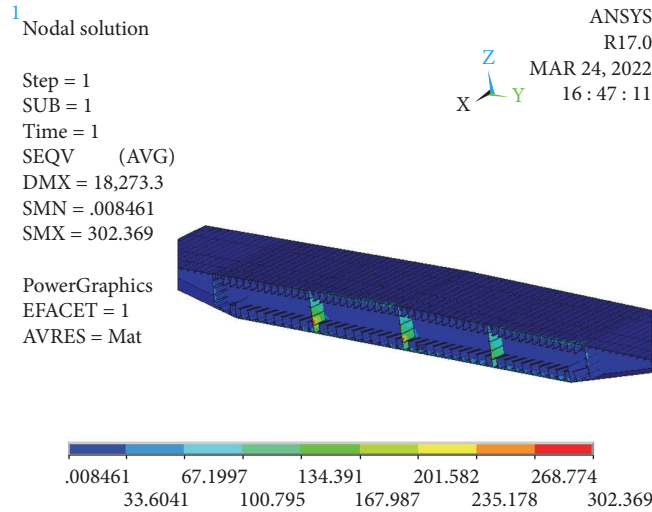 1
Nodal solution
Step = 1
SUB = 1
Time = 1
SEQV (AVG)
DMX = 18,273.3
SMN = .008461
SMX = 302.369
PowerGraphics
EFACET = 1
AVRES = Mat
ANSYS
R17.0
MAR 24, 2022
16 : 47 : 11
Z
X
Y
.008461 67.1997 134.391 201.582 268.774
33.6041 100.795 167.987 235.178 302.369